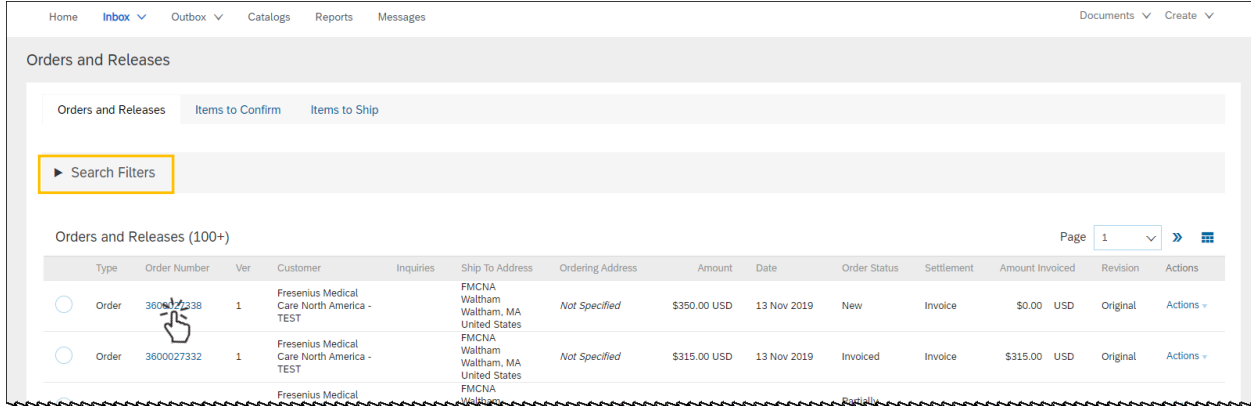 Home Inbox Outbox Catalogs Reports Messages Documents Create
Orders and Releases
Orders and Releases Items to Confirm Items to Ship
► Search Filters
Orders and Releases (100+) Page 1 »
Type Order Number Ver Customer Inquiries Ship To Address Ordering Address Amount Date Order Status Settlement Amount Invoiced Revision Actions
Order 3600027338 1 Fresenius Medical Care North America - TEST FMCNA Waltham Waltham, MA United States Not Specified $350.00 USD 13 Nov 2019 New Invoice $0.00 USD Original Actions
Order 3600027332 1 Fresenius Medical Care North America - TEST FMCNA Waltham Waltham, MA United States Not Specified $315.00 USD 13 Nov 2019 Invoiced Invoice $315.00 USD Original Actions
Fresenius Medical FMCNA Waltham Partially